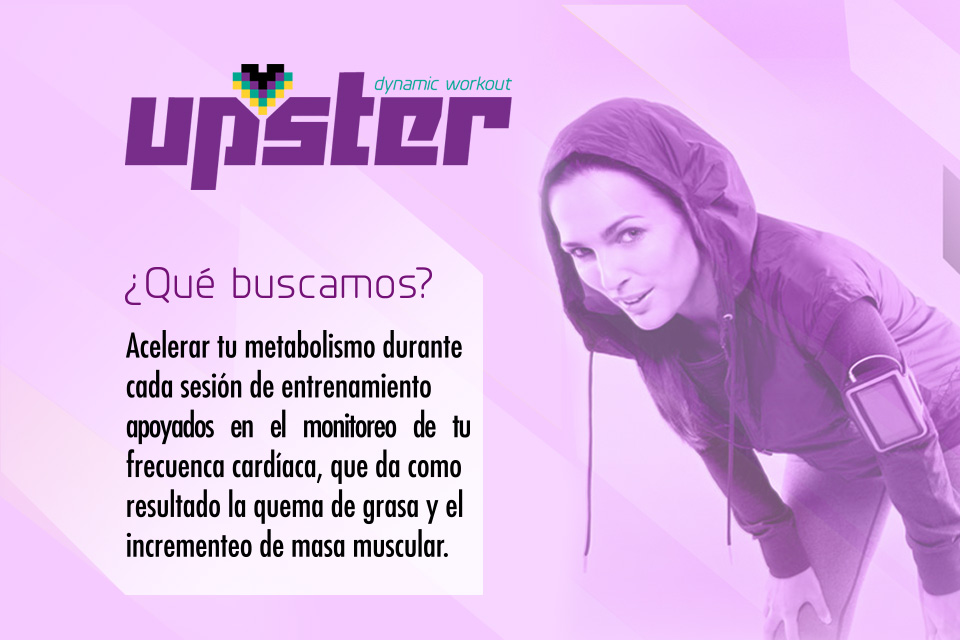 dynamic workout
upster
¿Qué buscamos?
Acelerar tu metabolismo durante
cada sesión de entrenamiento
apoyados en el monitoreo de tu
frecuenca cardíaca, que da como
resultado la quema de grasa y el
incrementeo de masa muscular.